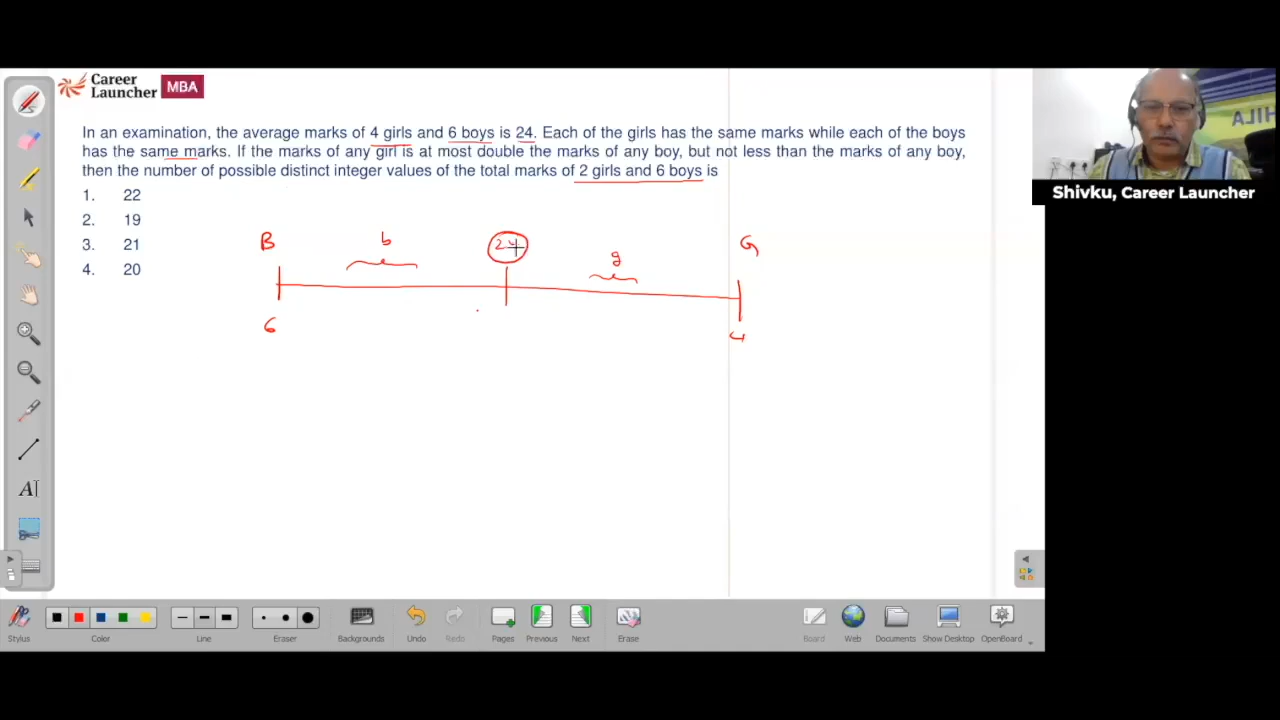 Career
Launcher MBA
In an examination, the average marks of 4 girls and 6 boys is 24. Each of the girls has the same marks while each of the boys
has the same marks. If the marks of any girl is at most double the marks of any boy, but not less than the marks of any boy,
then the number of possible distinct integer values of the total marks of 2 girls and 6 boys is
1. 22
2. 19
3. 21
4. 20
B b 24 g G
6 4
Shivku, Career Launcher
AI
Stylus Color Line Eraser Backgrounds Undo Redo Pages Previous Next Erase Board Web Documents Show Desktop OpenBoard